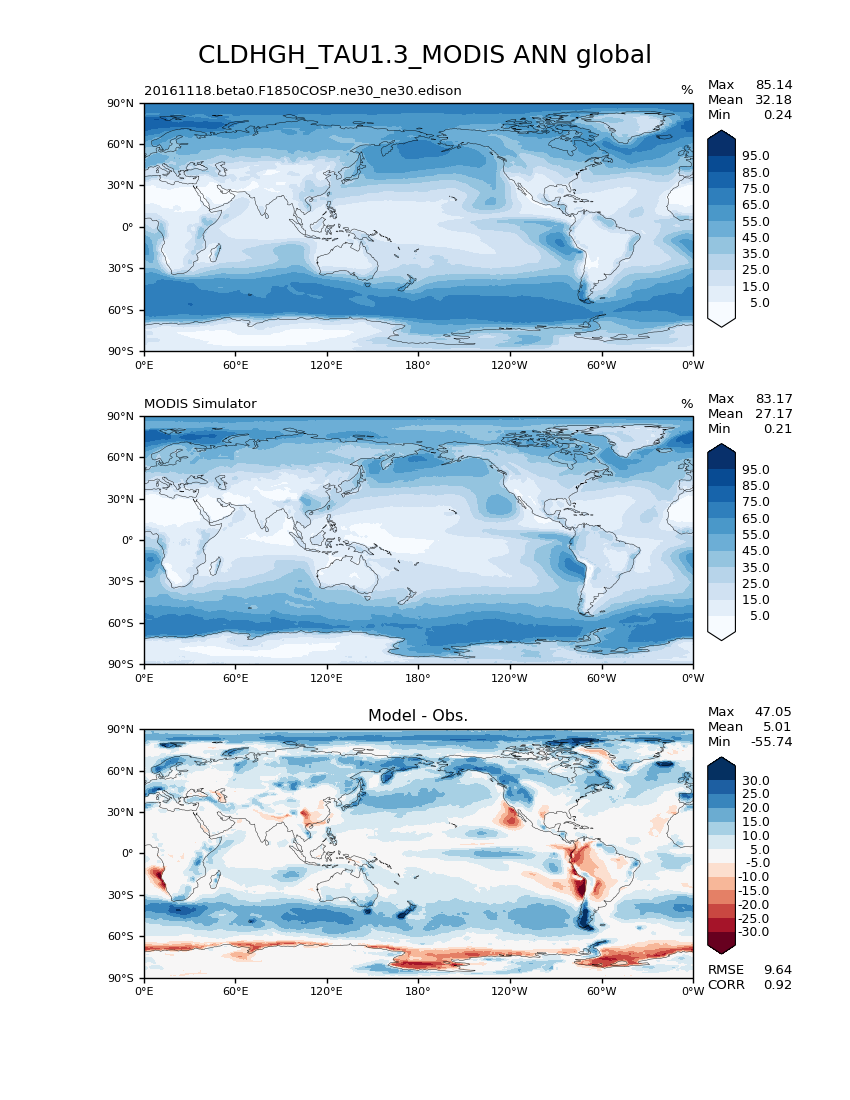 CLDHGH_TAU1.3_MODIS ANN global
20161118.beta0.F1850COSP.ne30_ne30.edison %
Max 85.14
Mean 32.18
Min 0.24
90°N
60°N
30°N
0°
30°S
60°S
90°S
0°E 60°E 120°E 180° 120°W 60°W 0°W
95.0
85.0
75.0
65.0
55.0
45.0
35.0
25.0
15.0
5.0
MODIS Simulator %
Max 83.17
Mean 27.17
Min 0.21
90°N
60°N
30°N
0°
30°S
60°S
90°S
0°E 60°E 120°E 180° 120°W 60°W 0°W
95.0
85.0
75.0
65.0
55.0
45.0
35.0
25.0
15.0
5.0
Model - Obs.
Max 47.05
Mean 5.01
Min -55.74
90°N
60°N
30°N
0°
30°S
60°S
90°S
0°E 60°E 120°E 180° 120°W 60°W 0°W
30.0
25.0
20.0
15.0
10.0
5.0
-5.0
-10.0
-15.0
-20.0
-25.0
-30.0
RMSE 9.64
CORR 0.92